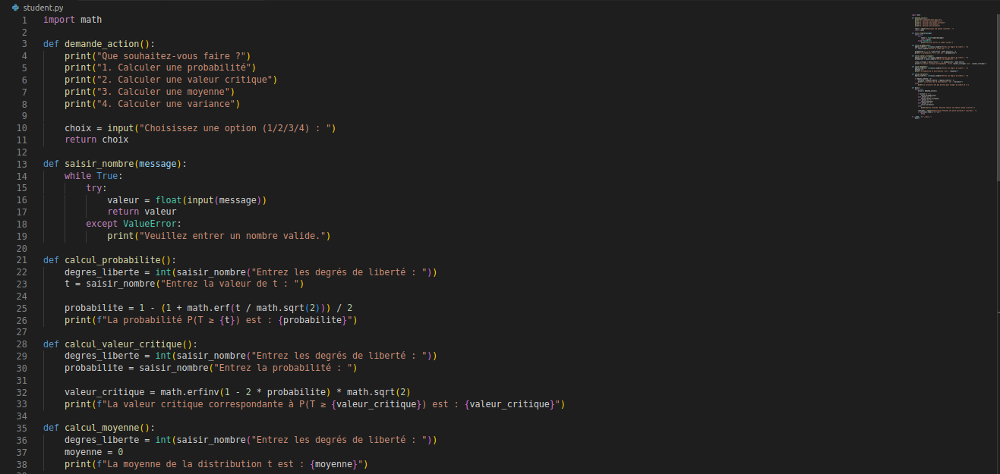 student.py
1 import math
2
3 def demande_action():
4     print("Que souhaitez-vous faire ?")
5     print("1. Calculer une probabilité")
6     print("2. Calculer une valeur critique")
7     print("3. Calculer une moyenne")
8     print("4. Calculer une variance")
9
10     choix = input("Choisissez une option (1/2/3/4) : ")
11     return choix
12
13 def saisir_nombre(message):
14     while True:
15         try:
16             valeur = float(input(message))
17             return valeur
18         except ValueError:
19             print("Veuillez entrer un nombre valide.")
20
21 def calcul_probabilite():
22     degres_liberte = int(saisir_nombre("Entrez les degrés de liberté : "))
23     t = saisir_nombre("Entrez la valeur de t : ")
24
25     probabilite = 1 - (1 + math.erf(t / math.sqrt(2))) / 2
26     print(f"La probabilité P(T ≥ {t}) est : {probabilite}")
27
28 def calcul_valeur_critique():
29     degres_liberte = int(saisir_nombre("Entrez les degrés de liberté : "))
30     probabilite = saisir_nombre("Entrez la probabilité : ")
31
32     valeur_critique = math.erfinv(1 - 2 * probabilite) * math.sqrt(2)
33     print(f"La valeur critique correspondante à P(T ≥ {valeur_critique}) est : {valeur_critique}")
34
35 def calcul_moyenne():
36     degres_liberte = int(saisir_nombre("Entrez les degrés de liberté : "))
37     moyenne = 0
38     print(f"La moyenne de la distribution t est : {moyenne}")